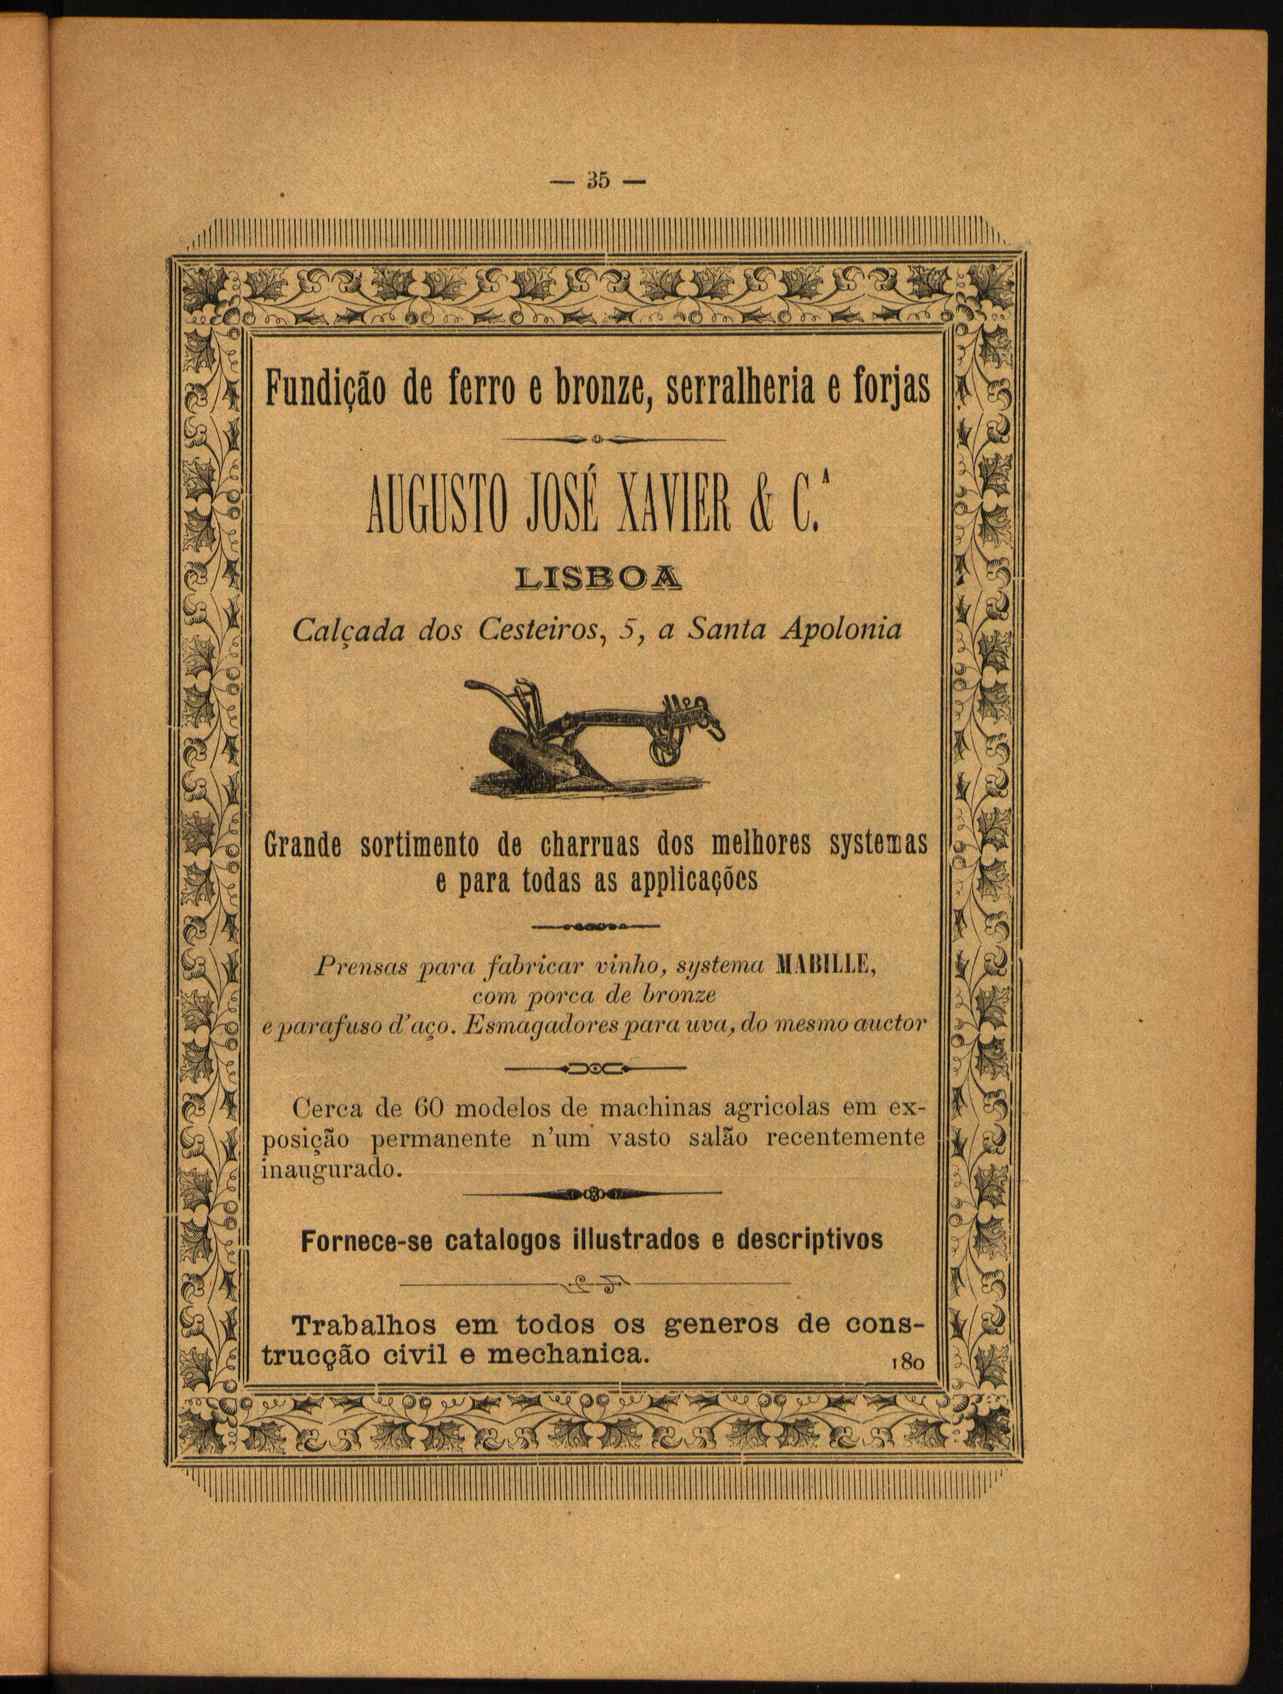 — 35 —
Fundição de ferro e bronze, serralheria e forjas
AUGUSTO JOSÉ XAVIER & C.ᴬ
LISBOA
Calçada dos Cesteiros, 5, a Santa Apolonia
Grande sortimento de charruas dos melhores systemas
e para todas as applicações
Prensas para fabricar vinho, systema MABILLE,
com porca de bronze
e parafuso d'aço. Esmagadores para uva, do mesmo auctor
Cerca de 60 modelos de machinas agricolas em ex-
posição permanente n'um vasto salão recentemente
inaugurado.
Fornece-se catalogos illustrados e descriptivos
Trabalhos em todos os generos de cons-
trucção civil e mechanica.
180